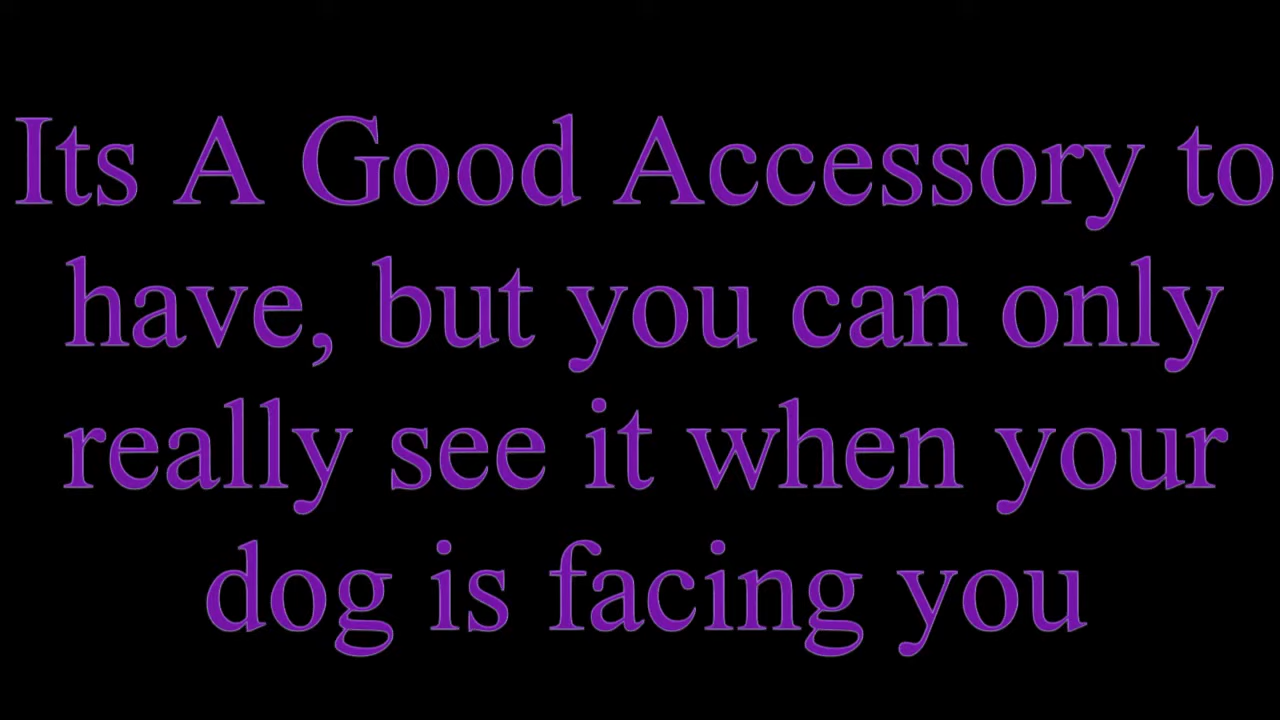 Its A Good Accessory to
have, but you can only
really see it when your
dog is facing you